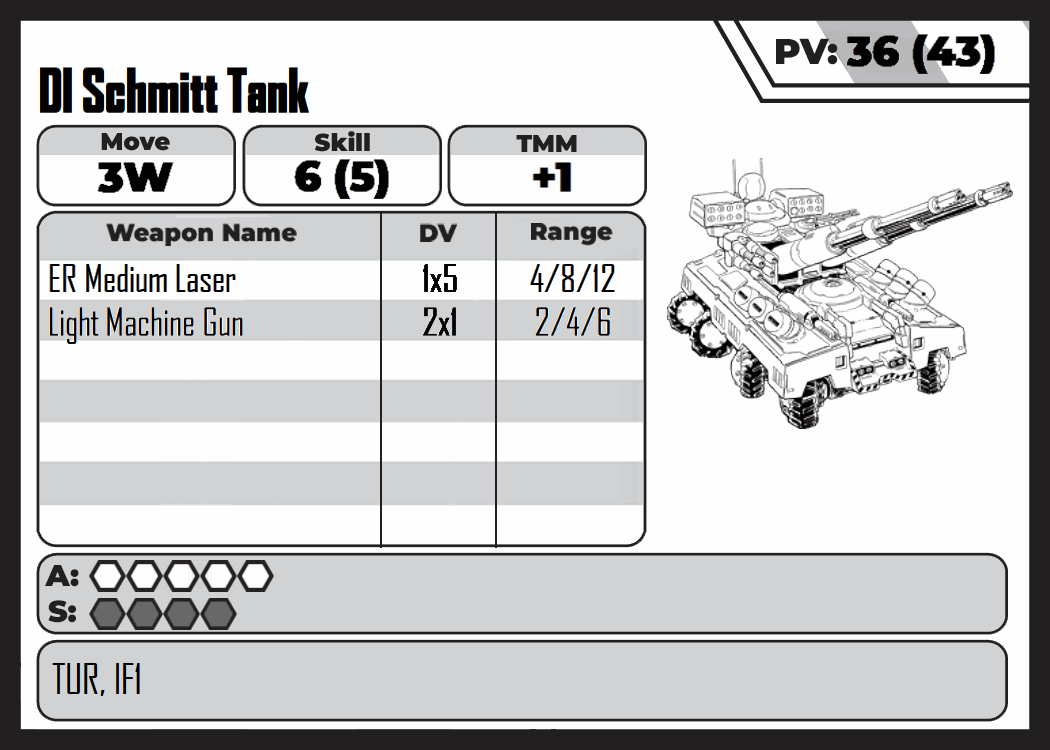 PV: 36 (43)
DI Schmitt Tank
Move Skill TMM
3W 6 (5) +1
Weapon Name DV Range
ER Medium Laser 1x5 4/8/12
Light Machine Gun 2x1 2/4/6
A:
S:
TUR, IF1